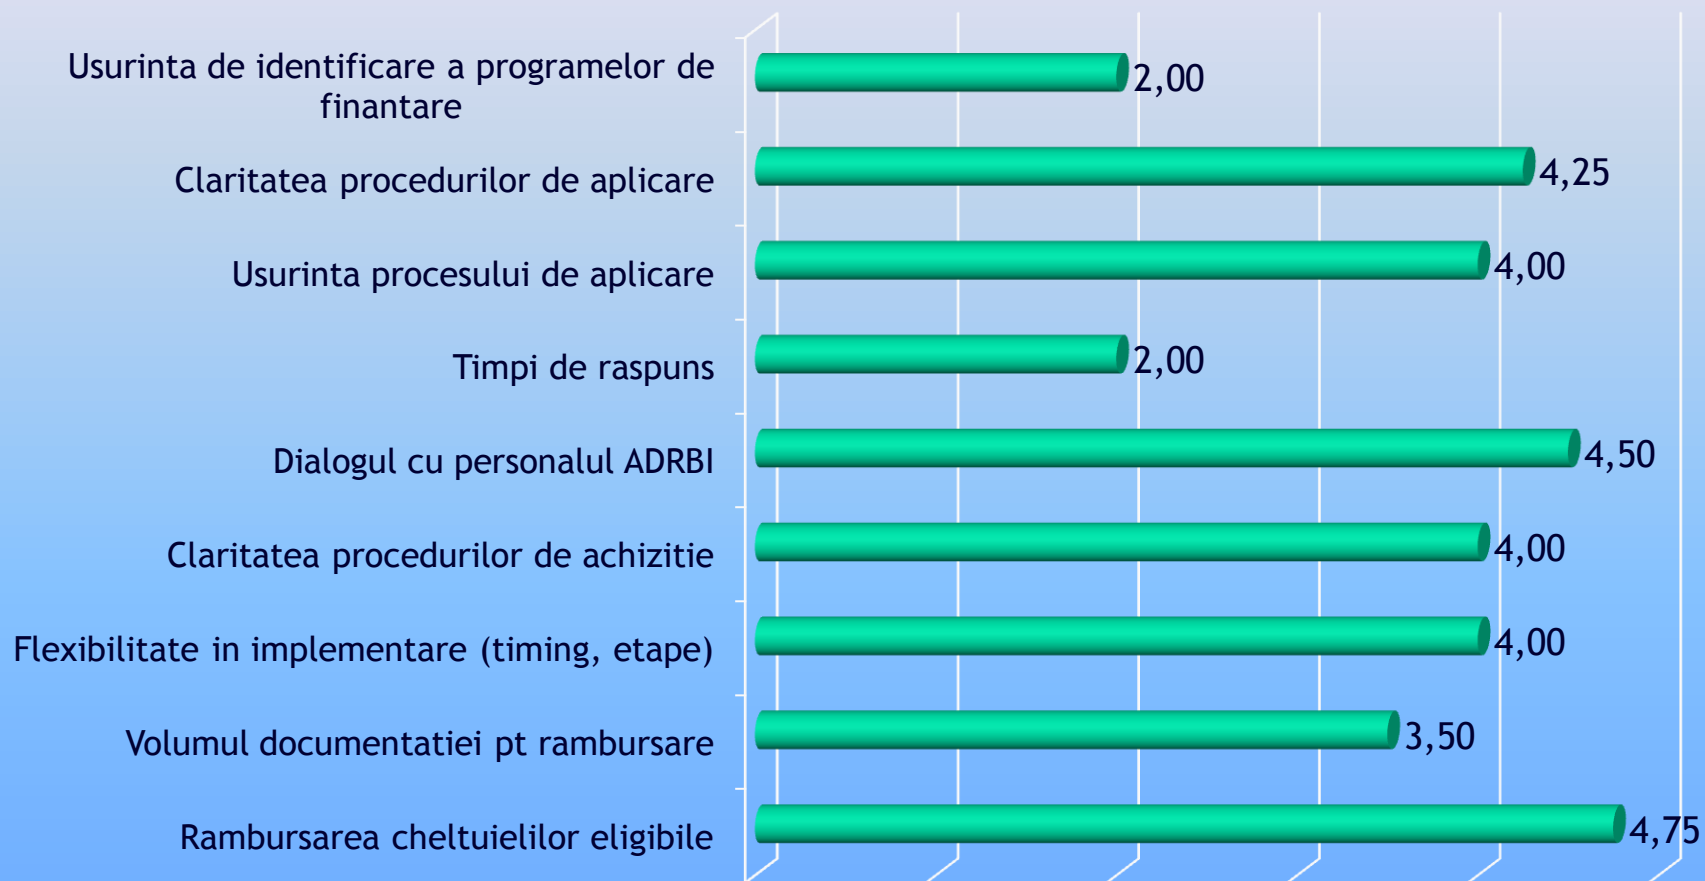 Usurinta de identificare a programelor de
finantare
2,00
Claritatea procedurilor de aplicare
4,25
Usurinta procesului de aplicare
4,00
Timpi de raspuns
2,00
Dialogul cu personalul ADRBI
4,50
Claritatea procedurilor de achizitie
4,00
Flexibilitate in implementare (timing, etape)
4,00
Volumul documentatiei pt rambursare
3,50
Rambursarea cheltuielilor eligibile
4,75